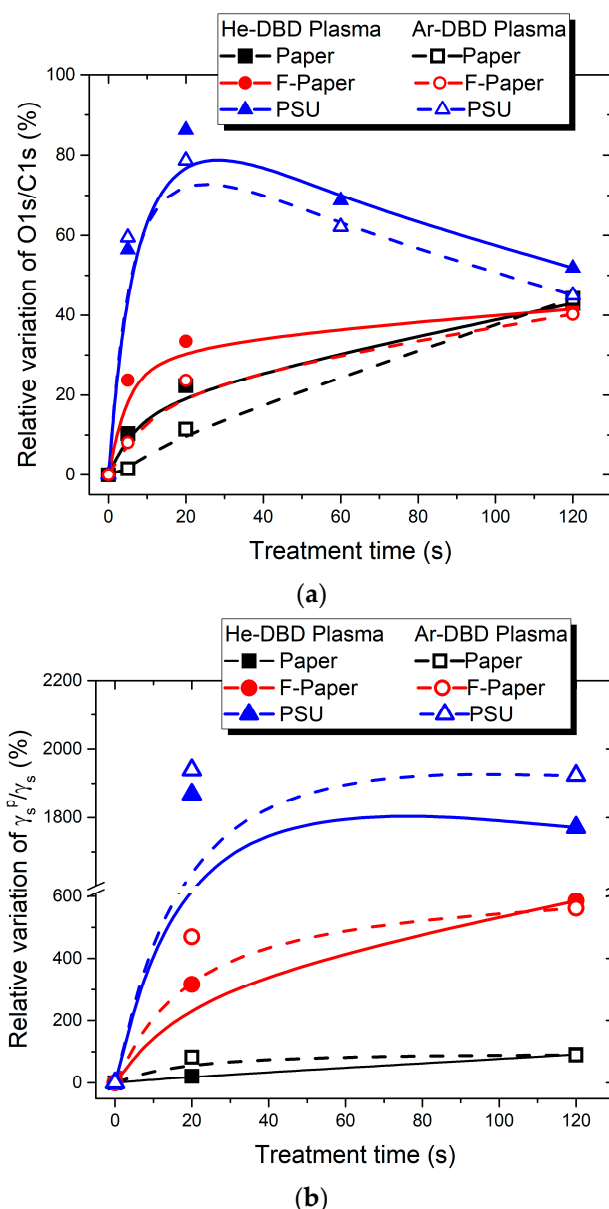 He-DBD Plasma Ar-DBD Plasma
Paper Paper
F-Paper F-Paper
PSU PSU
Relative variation of O1s/C1s (%)
100
80
60
40
20
0
0 20 40 60 80 100 120
Treatment time (s)
(a)
He-DBD Plasma Ar-DBD Plasma
Paper Paper
F-Paper F-Paper
PSU PSU
Relative variation of γₛᵖ/γₛ (%)
2200
2000
1800
600
400
200
0
0 20 40 60 80 100 120
Treatment time (s)
(b)